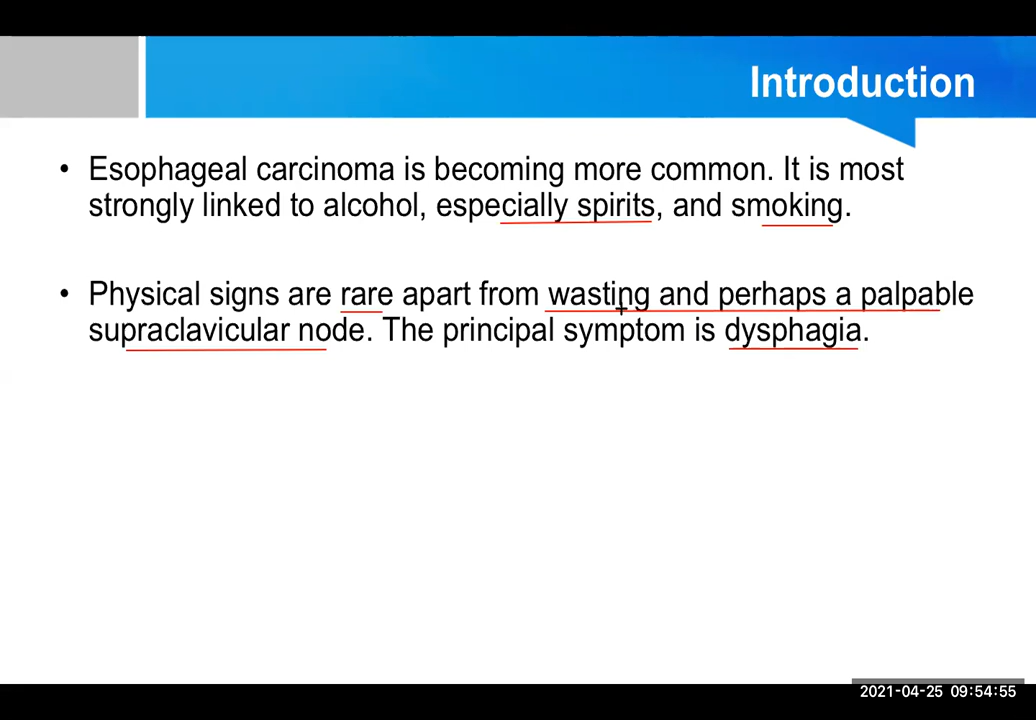 Introduction
• Esophageal carcinoma is becoming more common. It is most
strongly linked to alcohol, especially spirits, and smoking.
• Physical signs are rare apart from wasting and perhaps a palpable
supraclavicular node. The principal symptom is dysphagia.
2021-04-25 09:54:55